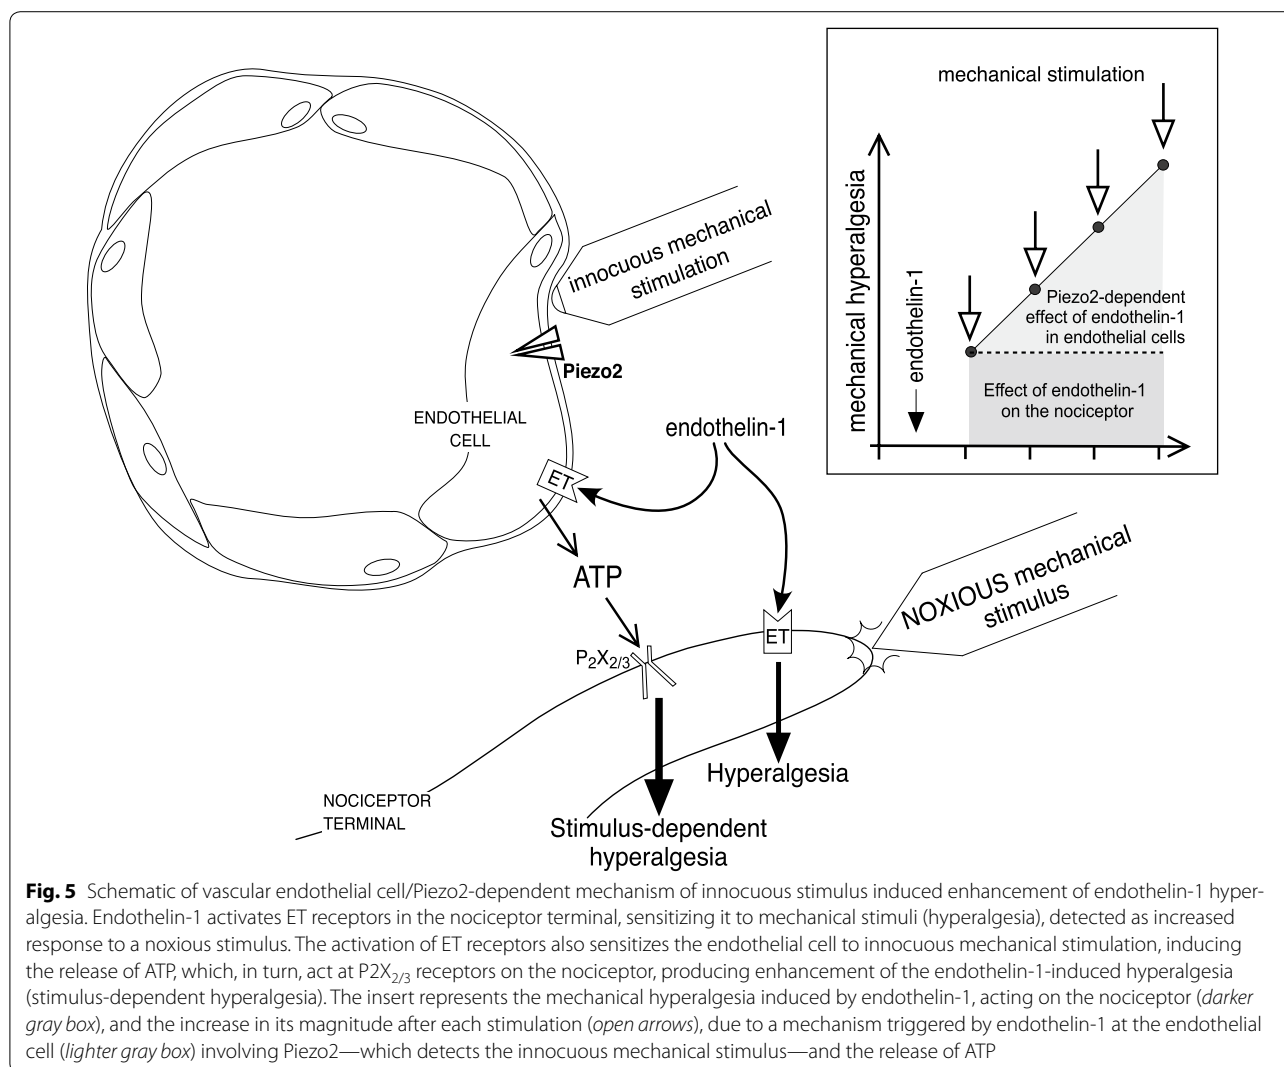 mechanical stimulation
mechanical hyperalgesia
endothelin-1
Piezo2-dependent
effect of endothelin-1
in endothelial cells
Effect of endothelin-1
on the nociceptor
innocuous mechanical
stimulation
Piezo2
ENDOTHELIAL
CELL
endothelin-1
ET
ATP
NOXIOUS mechanical
stimulus
ET
P2X2/3
Hyperalgesia
NOCICEPTOR
TERMINAL
Stimulus-dependent
hyperalgesia
Fig. 5 Schematic of vascular endothelial cell/Piezo2-dependent mechanism of innocuous stimulus induced enhancement of endothelin-1 hyper-
algesia. Endothelin-1 activates ET receptors in the nociceptor terminal, sensitizing it to mechanical stimuli (hyperalgesia), detected as increased
response to a noxious stimulus. The activation of ET receptors also sensitizes the endothelial cell to innocuous mechanical stimulation, inducing
the release of ATP, which, in turn, act at P2X2/3 receptors on the nociceptor, producing enhancement of the endothelin-1-induced hyperalgesia
(stimulus-dependent hyperalgesia). The insert represents the mechanical hyperalgesia induced by endothelin-1, acting on the nociceptor (darker
gray box), and the increase in its magnitude after each stimulation (open arrows), due to a mechanism triggered by endothelin-1 at the endothelial
cell (lighter gray box) involving Piezo2—which detects the innocuous mechanical stimulus—and the release of ATP